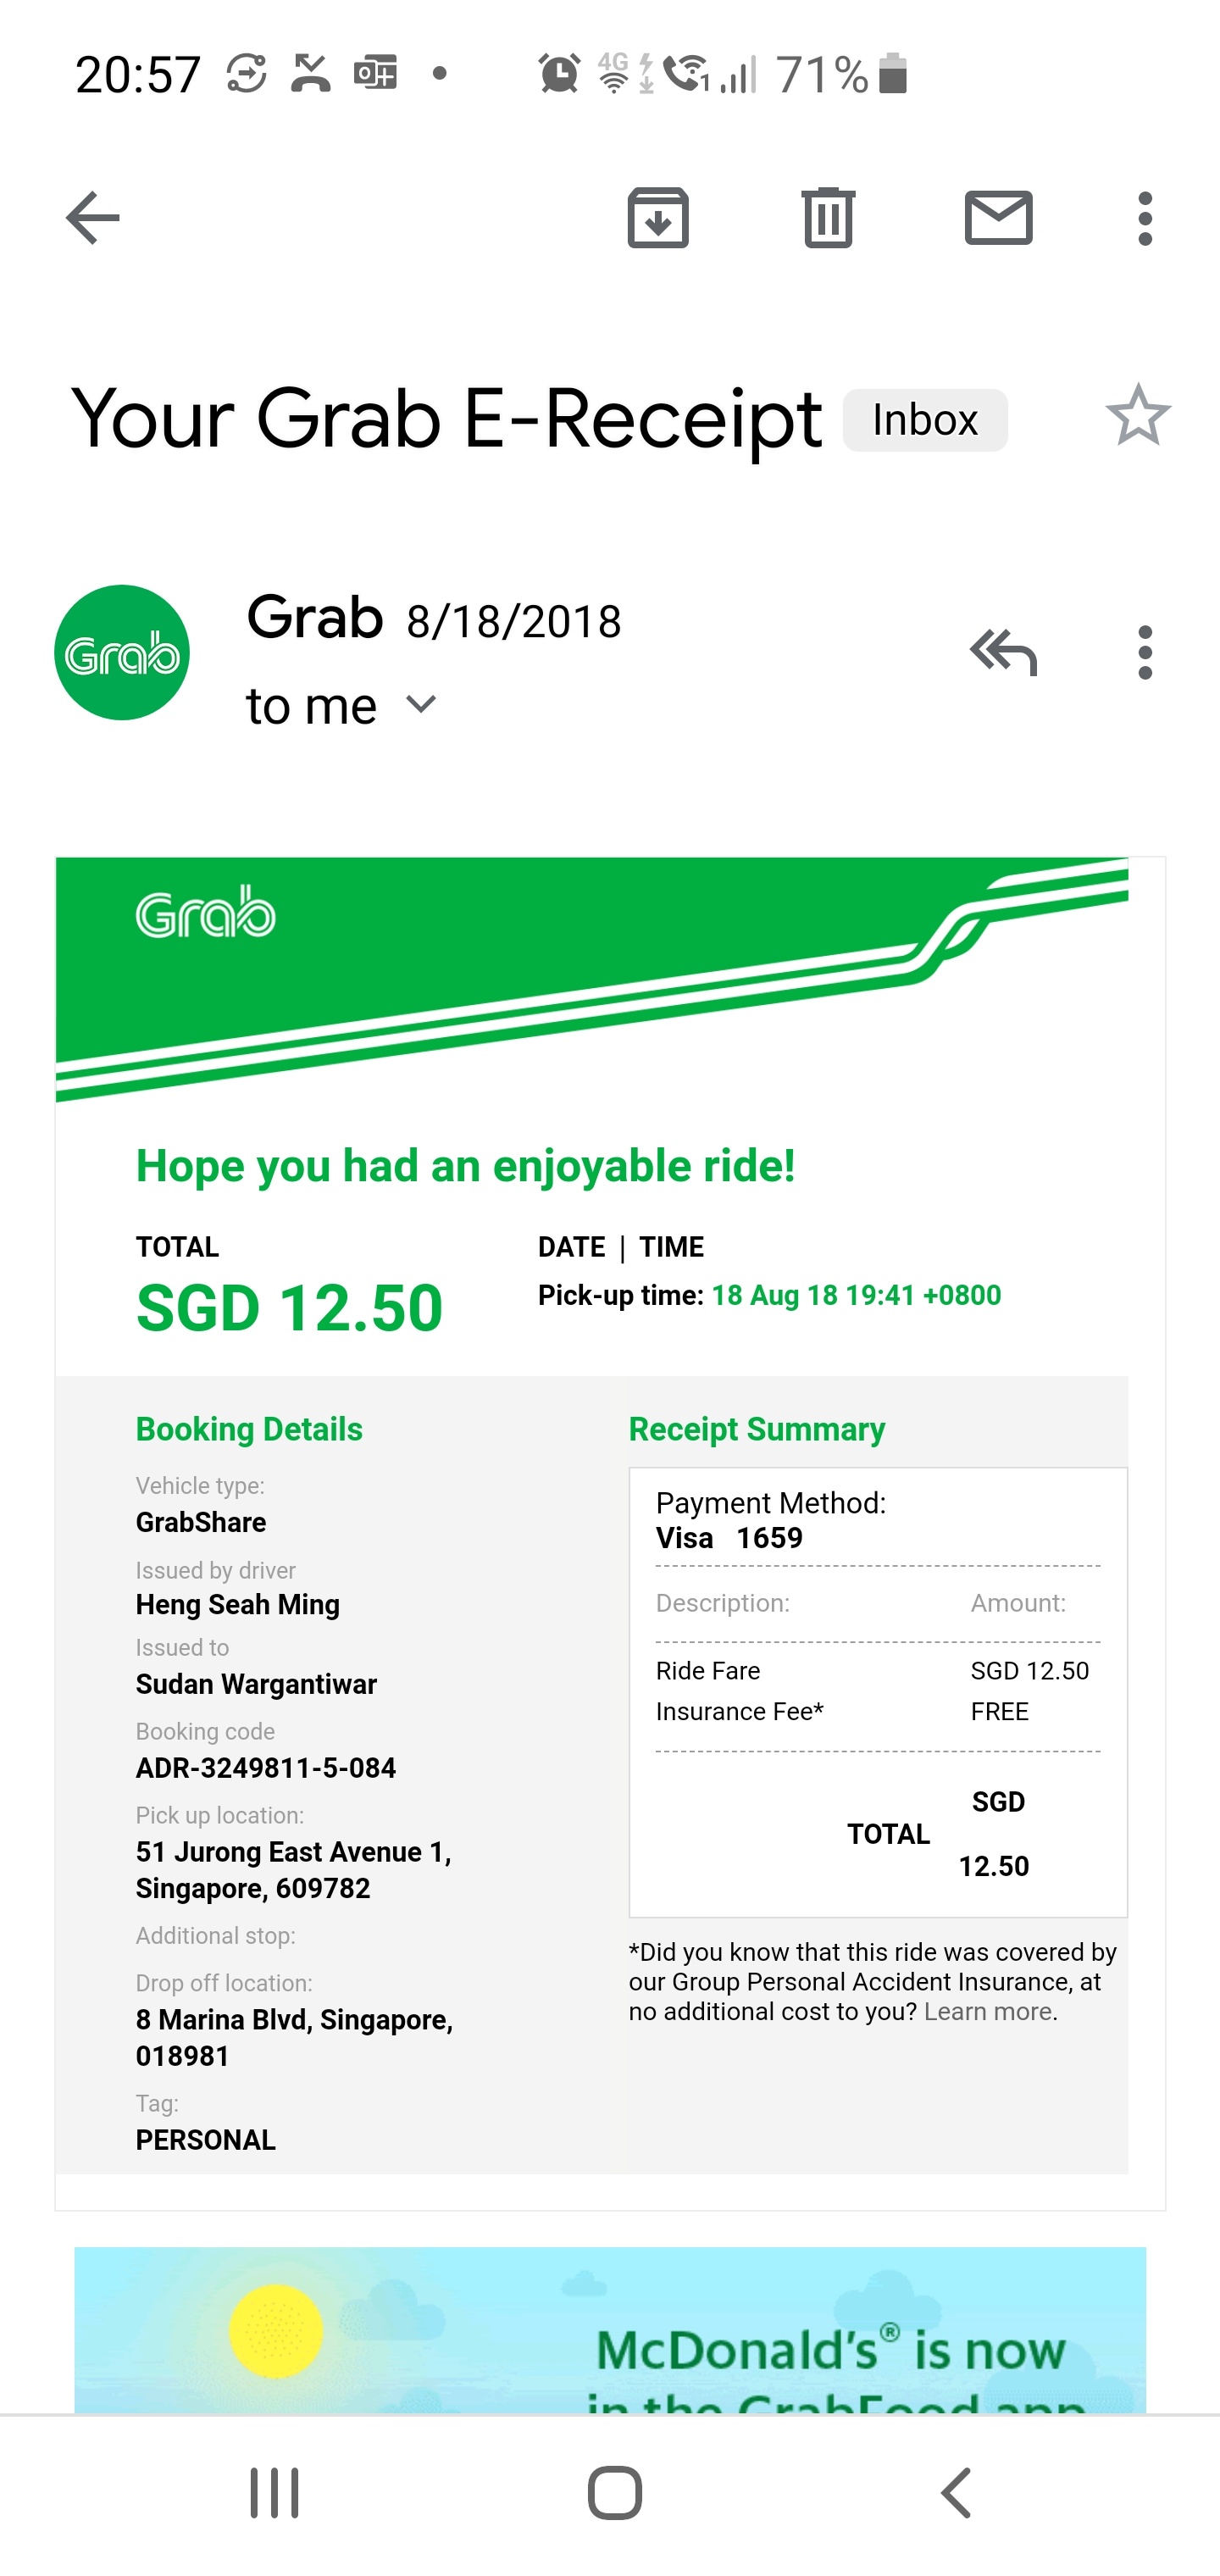 20:57 4G 1 71%
Your Grab E-Receipt Inbox
Grab
Grab 8/18/2018
to me
Grab
Hope you had an enjoyable ride!
TOTAL
SGD 12.50
DATE | TIME
Pick-up time: 18 Aug 18 19:41 +0800
Booking Details
Vehicle type:
GrabShare
Issued by driver
Heng Seah Ming
Issued to
Sudan Wargantiwar
Booking code
ADR-3249811-5-084
Pick up location:
51 Jurong East Avenue 1,
Singapore, 609782
Additional stop:
Drop off location:
8 Marina Blvd, Singapore,
018981
Tag:
PERSONAL
Receipt Summary
Payment Method:
Visa 1659
Description: Amount:
Ride Fare SGD 12.50
Insurance Fee* FREE
TOTAL SGD
12.50
*Did you know that this ride was covered by
our Group Personal Accident Insurance, at
no additional cost to you? Learn more.
McDonald's® is now
in the GrabFood app